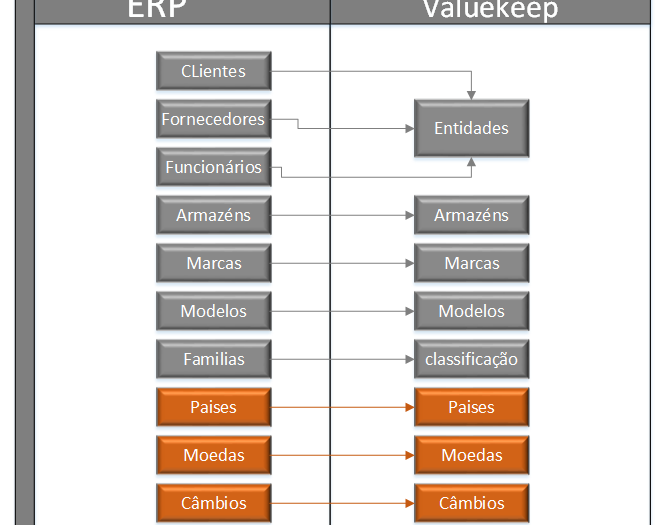 ERP Valuekeep
CLientes
Fornecedores Entidades
Funcionários
Armazéns Armazéns
Marcas Marcas
Modelos Modelos
Familias classificação
Paises Paises
Moedas Moedas
Câmbios Câmbios